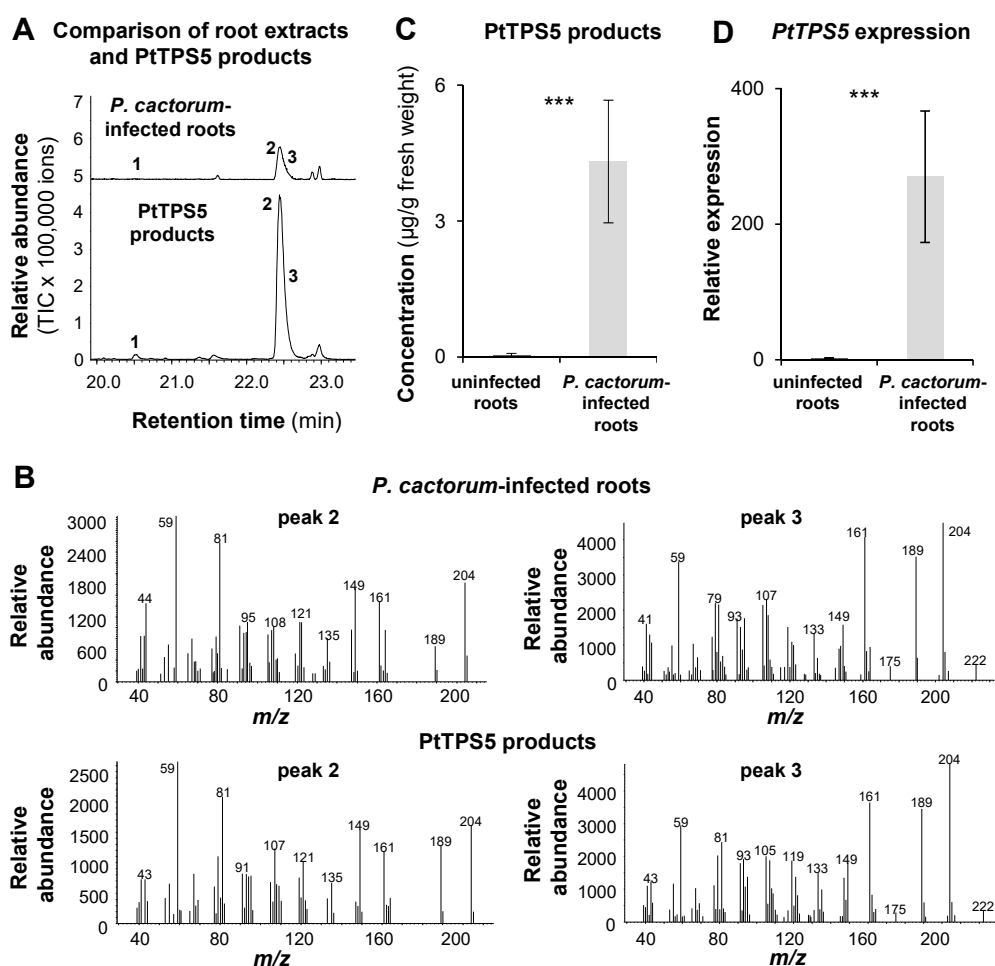 A Comparison of root extracts
and PtTPS5 products
Relative abundance
(TIC x 100,000 ions)
7
6
5
4
3
2
1
0
P. cactorum-
infected roots
1
2
3
PtTPS5
products
1
2
3
20.0 21.0 22.0 23.0
Retention time (min)
C PtTPS5 products
Concentration (µg/g fresh weight)
6
3
0
***
uninfected
roots
P. cactorum-
infected
roots
D PtTPS5 expression
Relative expression
400
200
0
***
uninfected
roots
P. cactorum-
infected
roots
B
P. cactorum-infected roots
peak 2
Relative
abundance
3000
2400
1800
1200
600
0
44
59
81
95
108
121
135
149
161
189
204
40 80 120 160 200
m/z
peak 3
Relative
abundance
4000
3000
2000
1000
0
41
59
79
93
107
133
149
161
175
189
204
222
40 80 120 160 200
m/z
PtTPS5 products
peak 2
Relative
abundance
2500
2000
1500
1000
500
0
43
59
81
91
107
121
135
149
161
189
204
40 80 120 160 200
m/z
peak 3
Relative
abundance
4000
3000
2000
1000
0
43
59
81
93
105
119
133
149
161
175
189
204
222
40 80 120 160 200
m/z